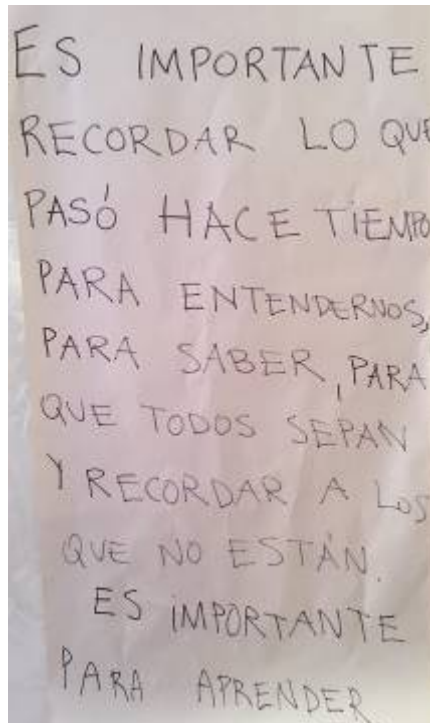 ES IMPORTANTE
RECORDAR LO QUE
PASÓ HACE TIEMPO
PARA ENTENDERNOS,
PARA SABER, PARA
QUE TODOS SEPAN
Y RECORDAR A LOS
QUE NO ESTÁN.
ES IMPORTANTE
PARA APRENDER